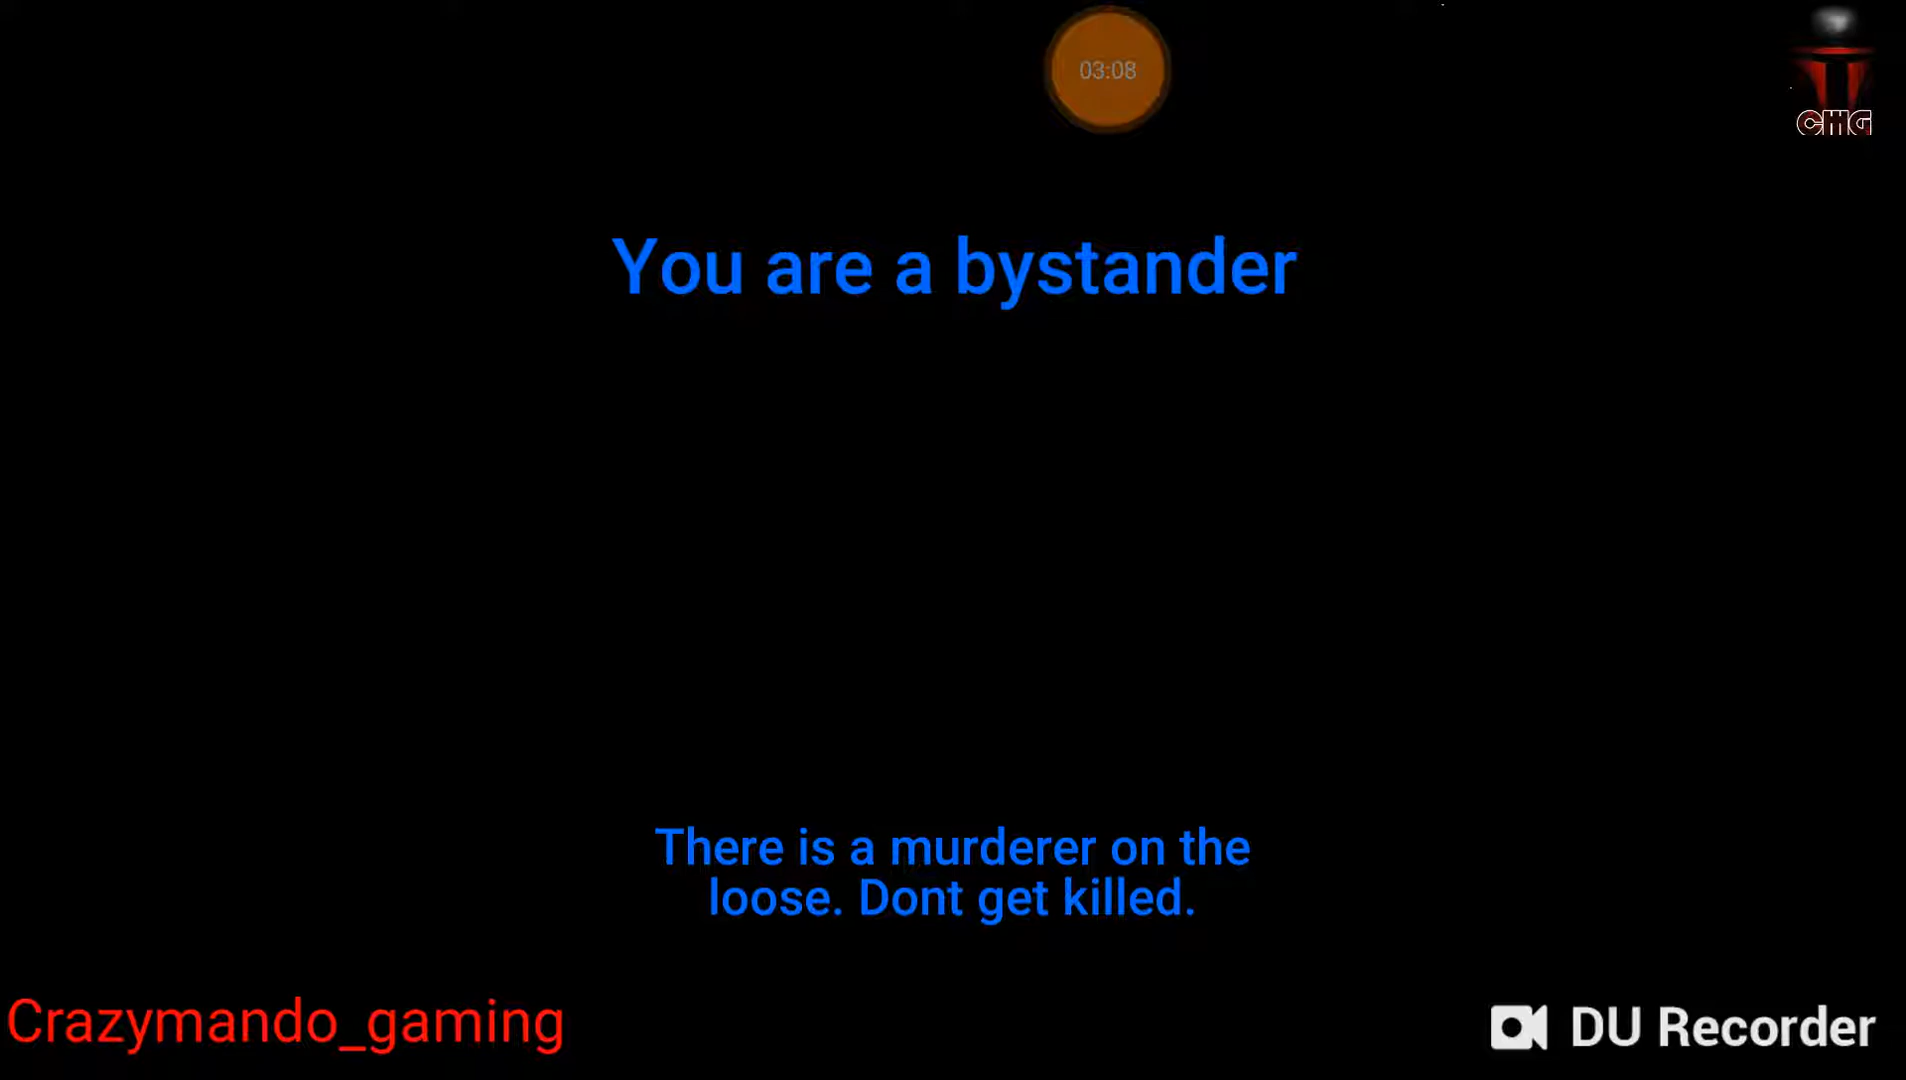 03:08
CMG
You are a bystander
There is a murderer on the
loose. Dont get killed.
Crazymando_gaming
DU Recorder